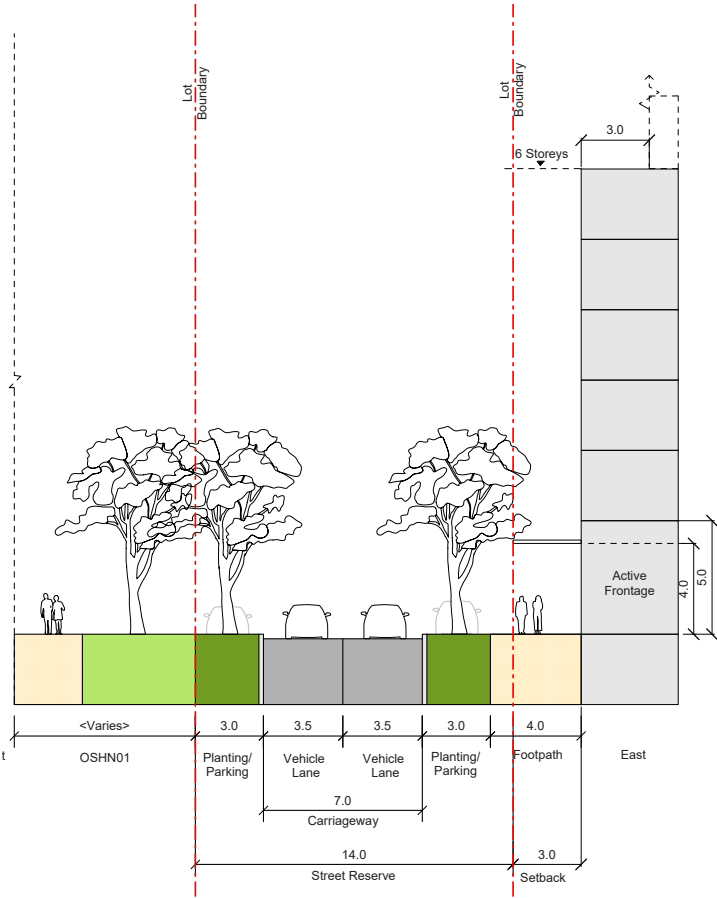 Lot
Boundary
Lot
Boundary
3.0
6 Storeys
Active
Frontage
4.0
5.0
<Varies>
3.0
3.5
3.5
3.0
4.0
t
OSHN01
Planting/
Parking
Vehicle
Lane
Vehicle
Lane
Planting/
Parking
Footpath
East
7.0
Carriageway
14.0
3.0
Street Reserve
Setback